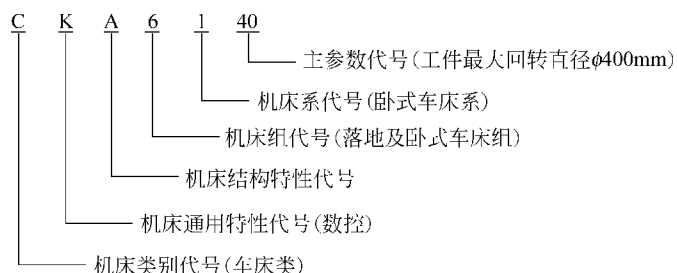 C K A 6 1 40
主参数代号(工件最大回转直径ϕ400mm)
机床系代号(卧式车床系)
机床组代号(落地及卧式车床组)
机床结构特性代号
机床通用特性代号(数控)
机床类别代号(车床类)